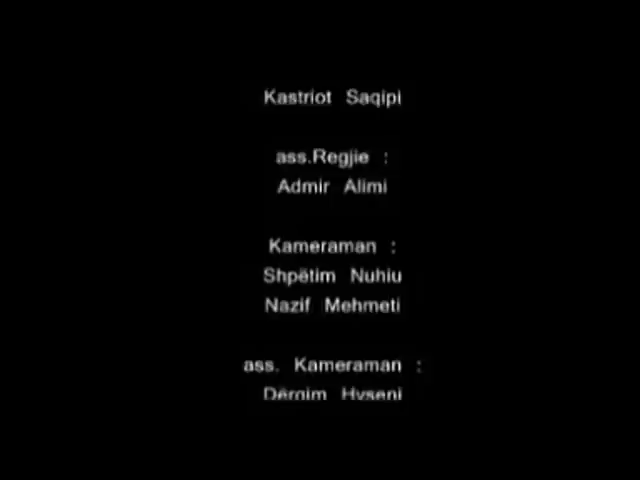 Kastriot Saqipi
ass.Regjie :
Admir Alimi
Kameraman :
Shpëtim Nuhiu
Nazif Mehmeti
ass. Kameraman :
Dërgim Hyseni